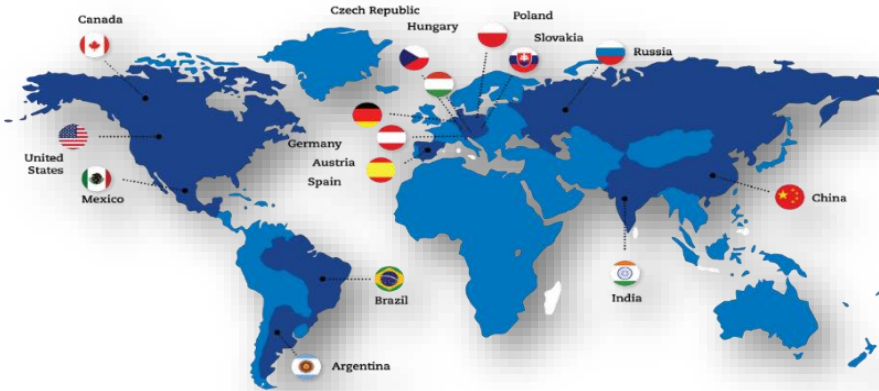 Canada
Czech Republic
Hungary
Poland
Slovakia
Russia
United
States
Mexico
Germany
Austria
Spain
China
India
Brazil
Argentina